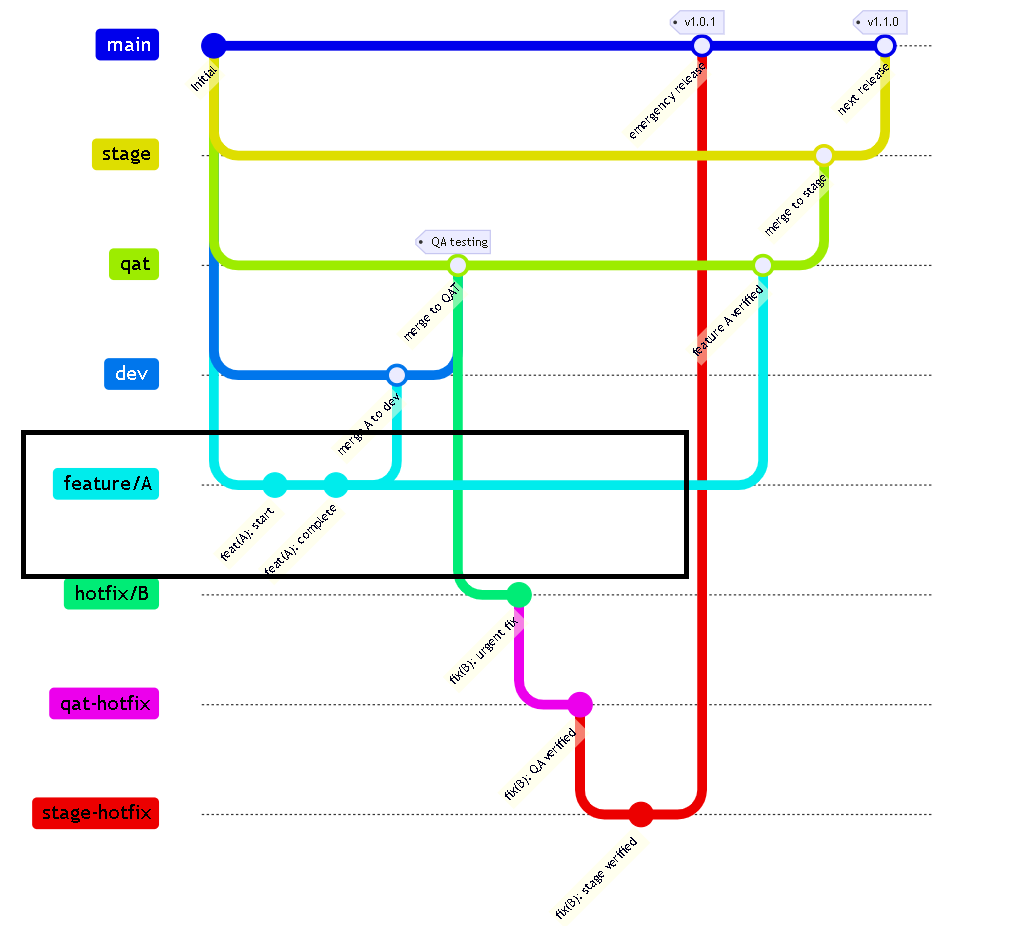 v1.0.1
v1.1.0
main
Initial
emergency release
next release
stage
merge to stage
QA testing
qat
merge to QAT
feature A verified
dev
merge A to dev
feature/A
feat(A): start
feat(A): complete
hotfix/B
fix(B): urgent fix
qat-hotfix
fix(B): QA verified
stage-hotfix
fix(B): stage verified